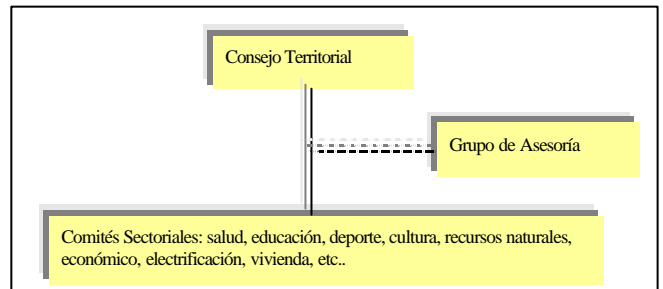 Consejo Territorial
Grupo de Asesoría
Comités Sectoriales: salud, educación, deporte, cultura, recursos naturales,
económico, electrificación, vivienda, etc..